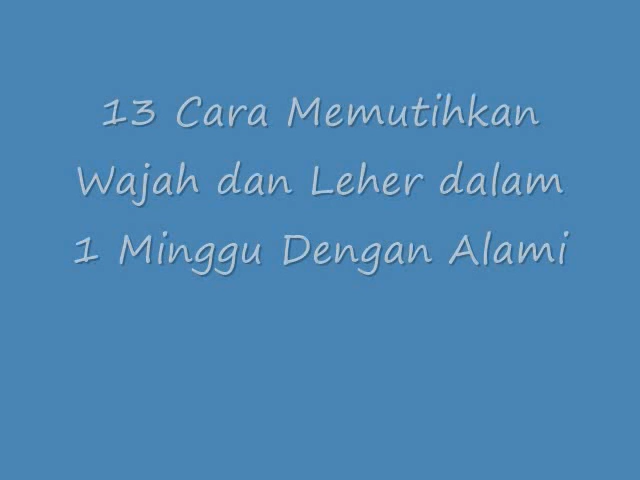 13 Cara Memutihkan
Wajah dan Leher dalam
1 Minggu Dengan Alami